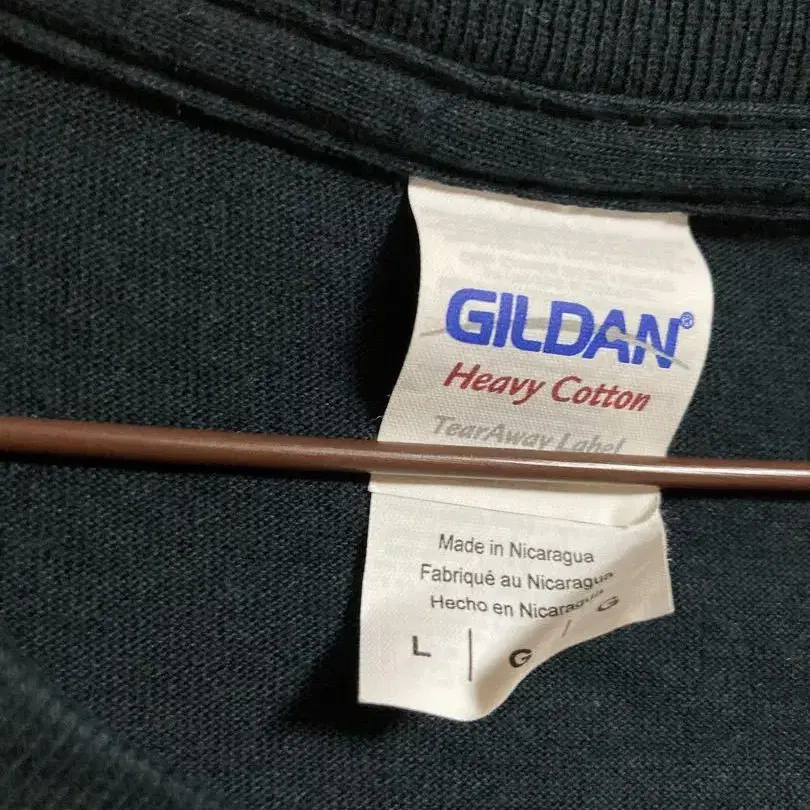 GILDAN®
Heavy Cotton
TearAway Label
Made in Nicaragua
Fabriqué au Nicaragua
Hecho en Nicaragua
L | G | G